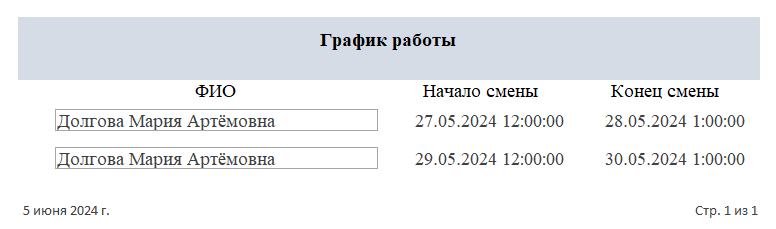 График работы
ФИО Начало смены Конец смены
Долгова Мария Артёмовна 27.05.2024 12:00:00 28.05.2024 1:00:00
Долгова Мария Артёмовна 29.05.2024 12:00:00 30.05.2024 1:00:00
5 июня 2024 г. Стр. 1 из 1